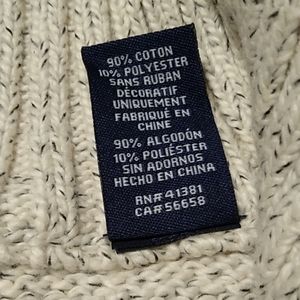 90% COTON
10% POLYESTER
SANS RUBAN
DÉCORATIF
UNIQUEMENT
FABRIQUÉ EN
CHINE
90% ALGODÓN
10% POLIÉSTER
SIN ADORNOS
HECHO EN CHINA
RN# 41381
CA# 56658